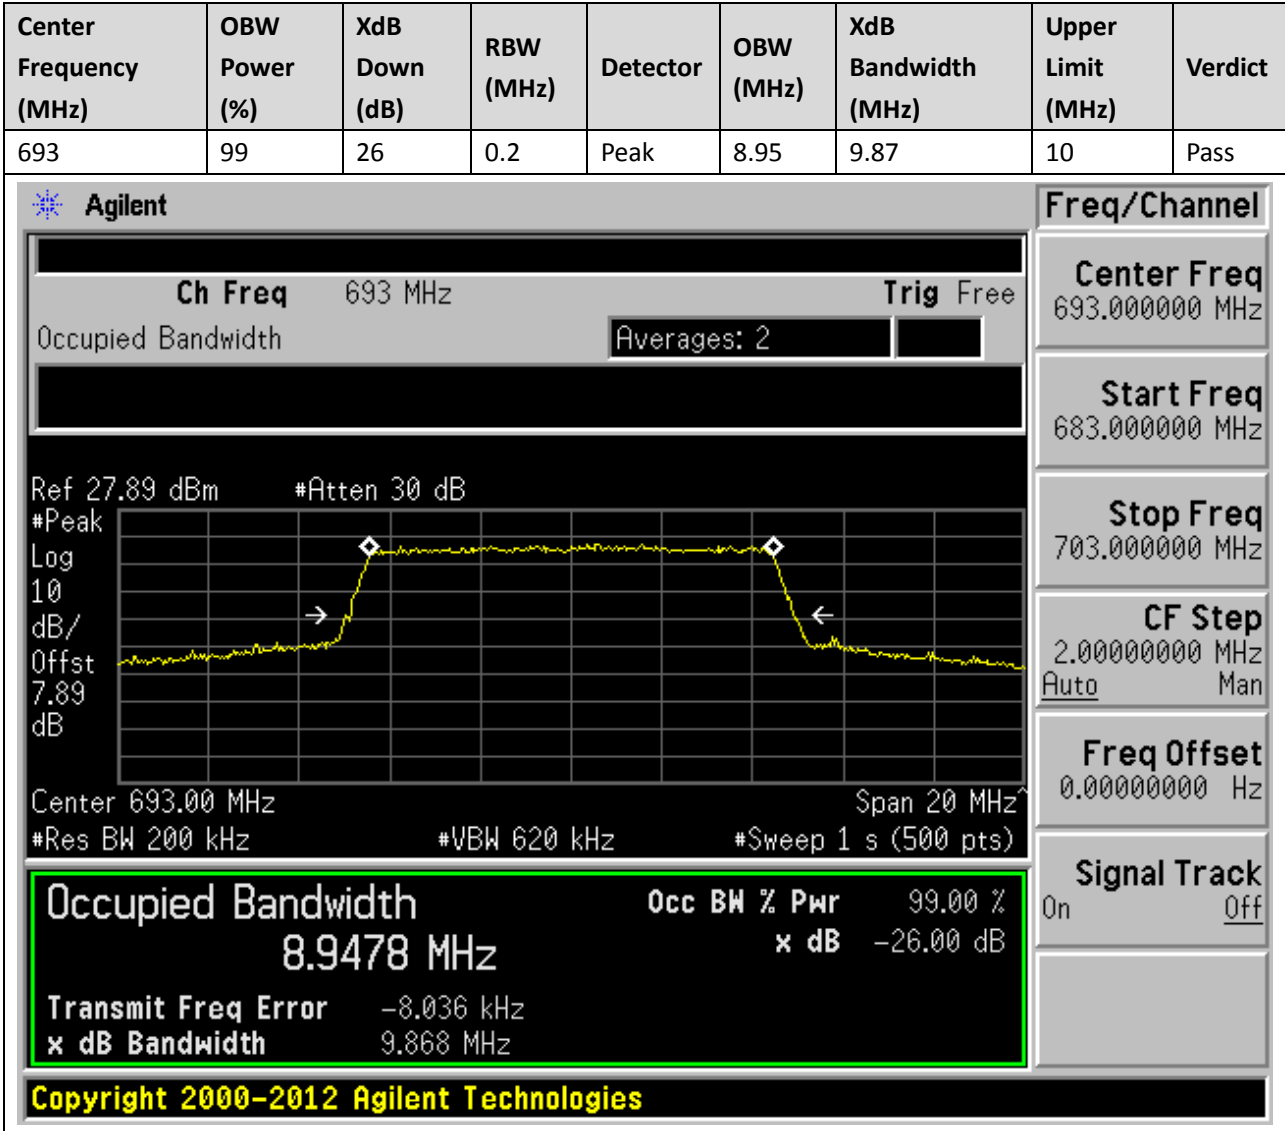 Center Frequency (MHz) OBW Power (%) XdB Down (dB) RBW (MHz) Detector OBW (MHz) XdB Bandwidth (MHz) Upper Limit (MHz) Verdict
693 99 26 0.2 Peak 8.95 9.87 10 Pass
Agilent
Freq/Channel
Ch Freq 693 MHz Trig Free
Occupied Bandwidth Averages: 2
Center Freq
693.000000 MHz
Start Freq
683.000000 MHz
Stop Freq
703.000000 MHz
CF Step
2.00000000 MHz
Auto Man
Freq Offset
0.00000000 Hz
Signal Track
On Off
Ref 27.89 dBm #Atten 30 dB
#Peak
Log
10
dB/
Offst
7.89
dB
Center 693.00 MHz Span 20 MHz^
#Res BW 200 kHz #VBW 620 kHz #Sweep 1 s (500 pts)
Occupied Bandwidth
8.9478 MHz
Occ BW % Pwr 99.00 %
x dB -26.00 dB
Transmit Freq Error -8.036 kHz
x dB Bandwidth 9.868 MHz
Copyright 2000-2012 Agilent Technologies